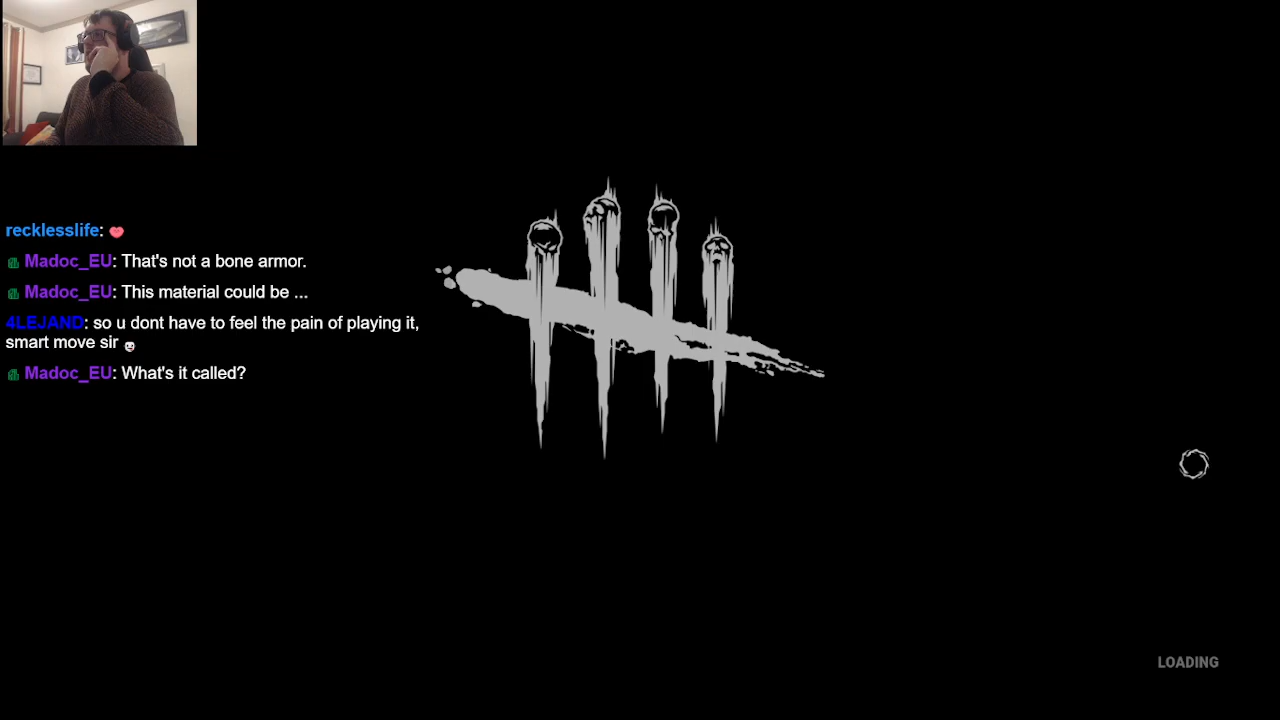 recklesslife:
Madoc_EU: That's not a bone armor.
Madoc_EU: This material could be ...
4LEJAND: so u dont have to feel the pain of playing it,
smart move sir
Madoc_EU: What's it called?
LOADING